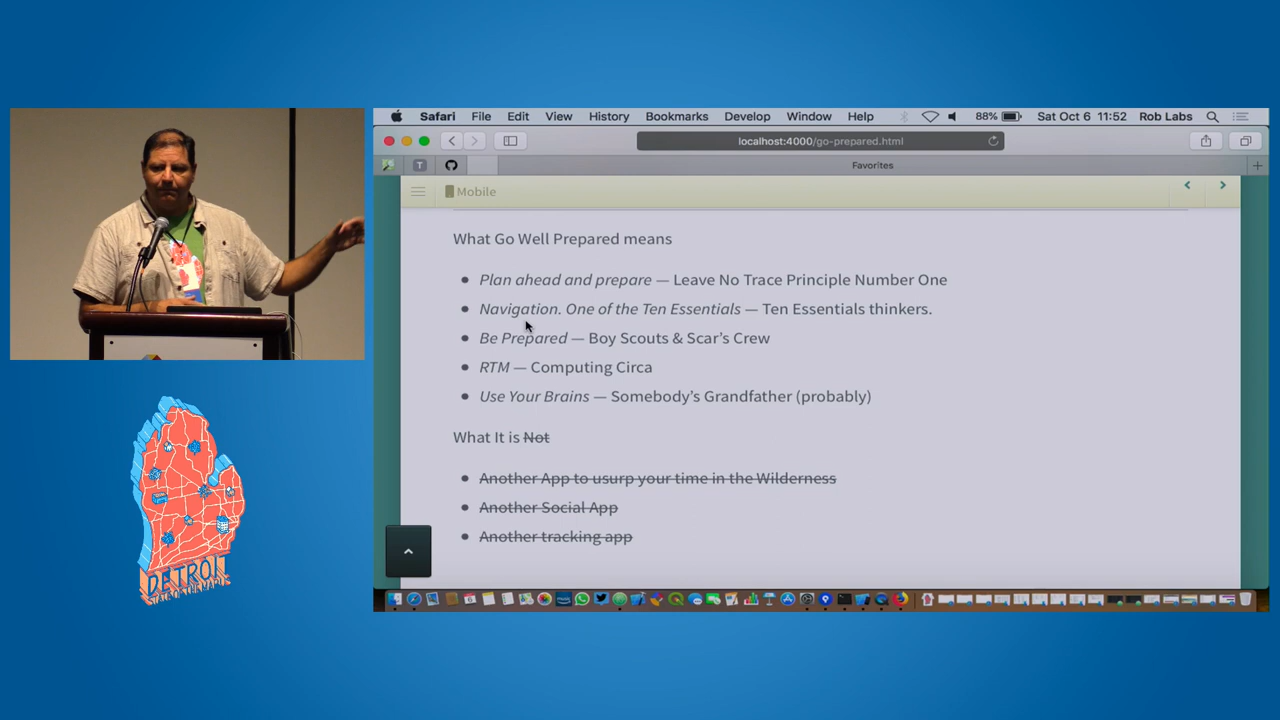 Safari File Edit View History Bookmarks Develop Window Help 88% Sat Oct 6 11:52 Rob Labs
localhost:4000/go-prepared.html
T
Favorites
Mobile
What Go Well Prepared means
Plan ahead and prepare — Leave No Trace Principle Number One
Navigation. One of the Ten Essentials — Ten Essentials thinkers.
Be Prepared — Boy Scouts & Scar's Crew
RTM — Computing Circa
Use Your Brains — Somebody's Grandfather (probably)
What It is Not
Another App to usurp your time in the Wilderness
Another Social App
Another tracking app
DETROIT